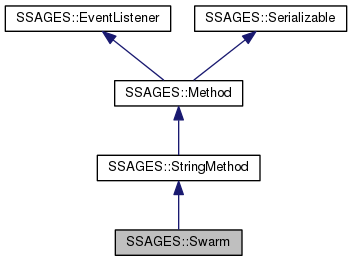 SSAGES::EventListener
SSAGES::Serializable
SSAGES::Method
SSAGES::StringMethod
SSAGES::Swarm